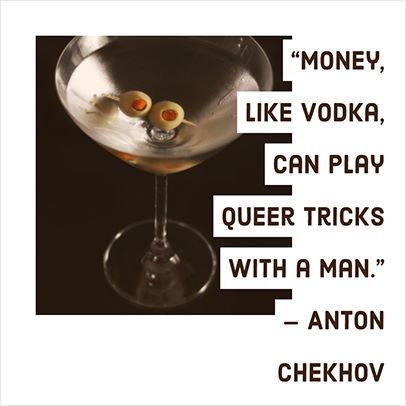 “MONEY,
LIKE VODKA,
CAN PLAY
QUEER TRICKS
WITH A MAN.”
– ANTON
CHEKHOV